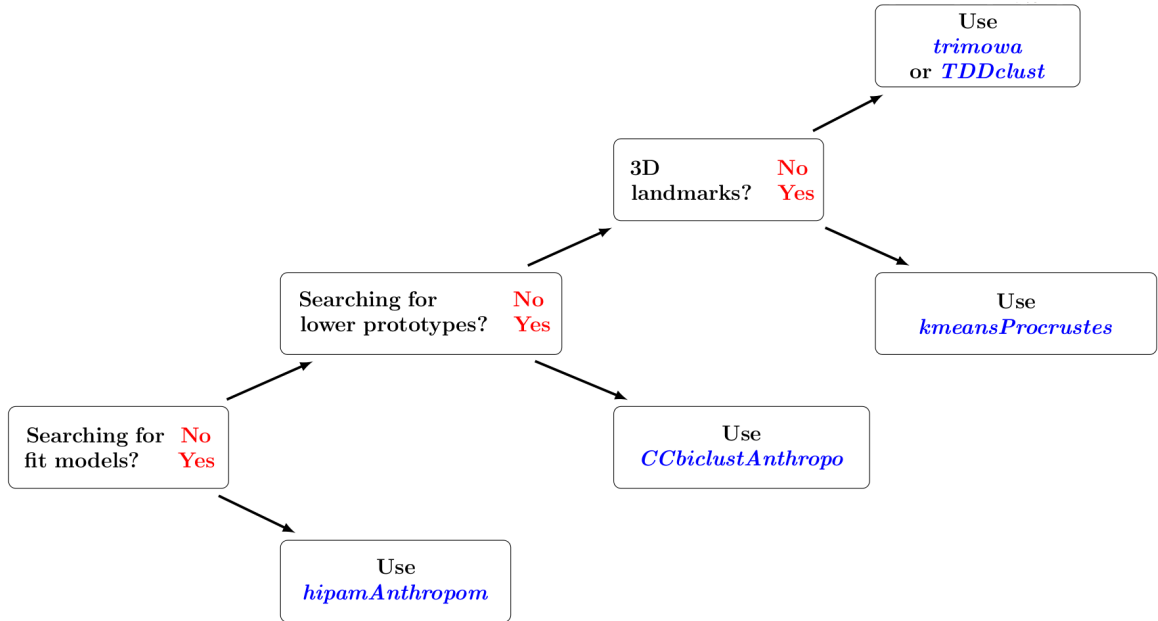 Use
trimowa
or TDDclust
3D No
landmarks? Yes
Searching for No
lower prototypes? Yes
Use
kmeansProcrustes
Searching for No
fit models? Yes
Use
CCbiclustAnthropo
Use
hipamAnthropom